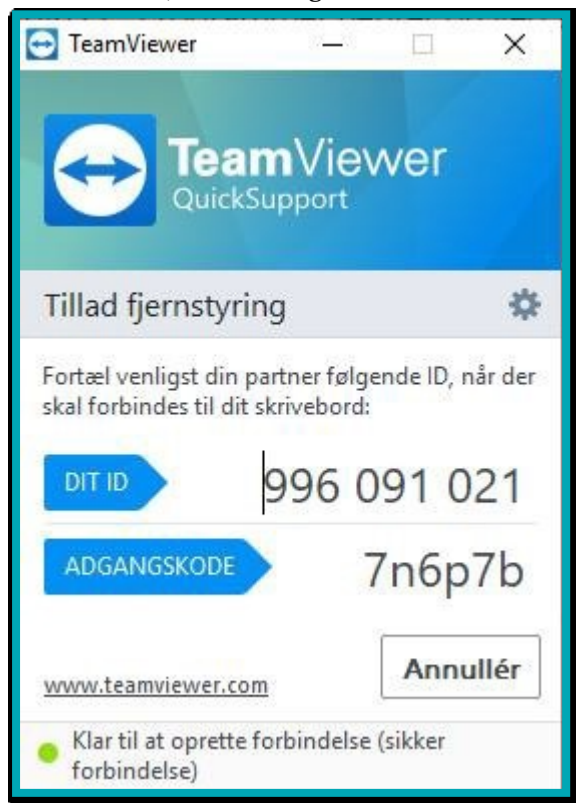 TeamViewer
TeamViewer
QuickSupport
Tillad fjernstyring
Fortæl venligst din partner følgende ID, når der
skal forbindes til dit skrivebord:
DIT ID 996 091 021
ADGANGSKODE 7n6p7b
www.teamviewer.com Annullér
Klar til at oprette forbindelse (sikker
forbindelse)